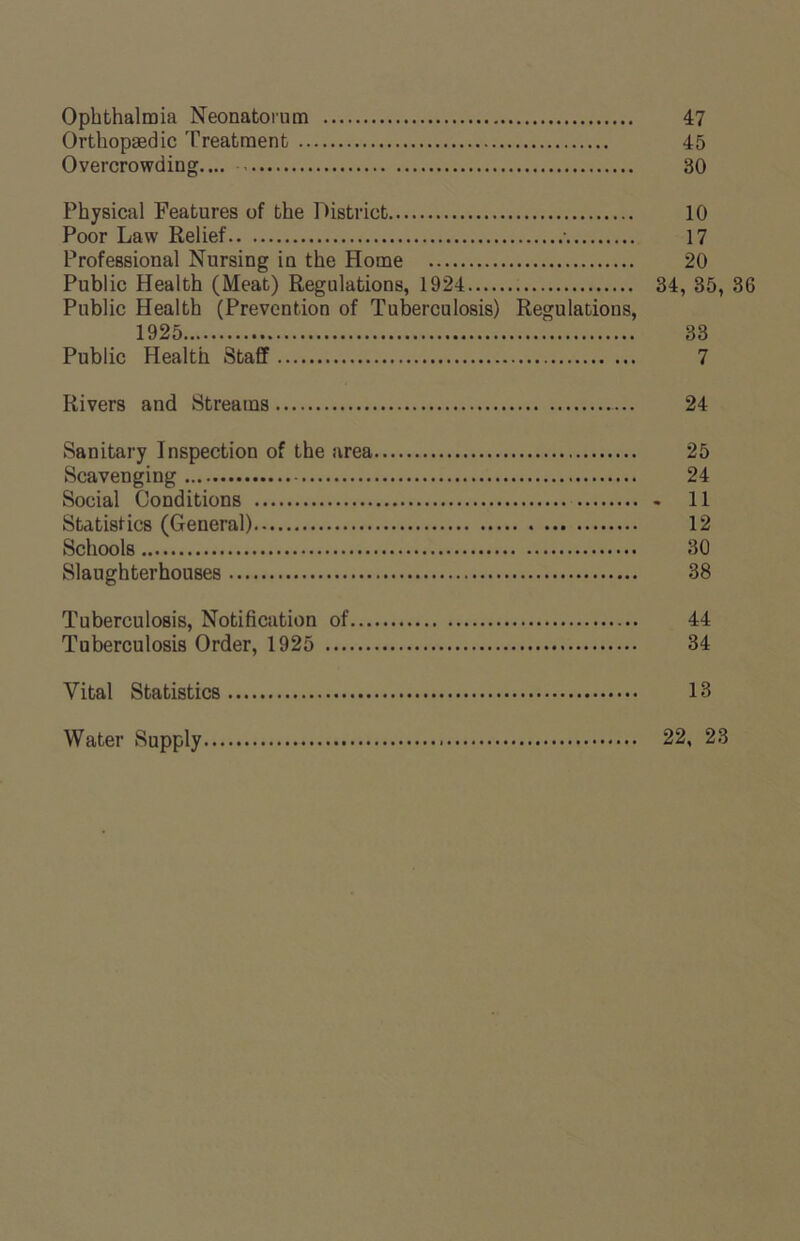 Ophthalmia Neonatorum .......... 47
Orthopædic Treatment .......... 45
Overcrowding.......... 30
Physical Features of the District.......... 10
Poor Law Relief.......... 17
Professional Nursing in the Home .......... 20
Public Health (Meat) Regulations, 1924.......... 34, 35, 36
Public Health (Prevention of Tuberculosis) Regulations,
1925.......... 33
Public Health Staff .......... 7
Rivers and Streams .......... 24
Sanitary Inspection of the area.......... 25
Scavenging .......... 24
Social Conditions .......... 11
Statistics (General).......... 12
Schools .......... 30
Slaughterhouses .......... 38
Tuberculosis, Notification of.......... 44
Tuberculosis Order, 1925 .......... 34
Vital Statistics .......... 13
Water Supply.......... 22, 23